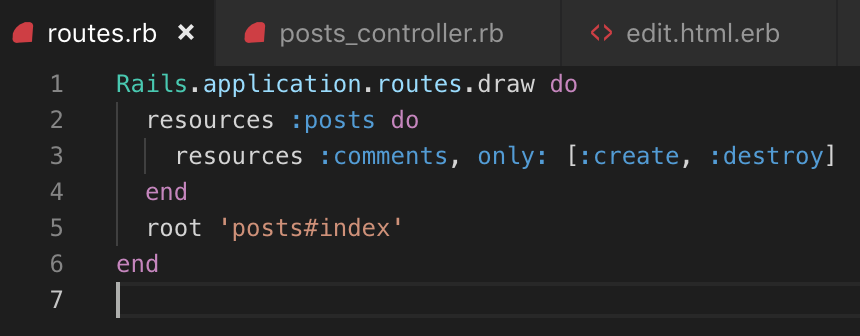 routes.rb × posts_controller.rb <> edit.html.erb
1 Rails.application.routes.draw do
2   resources :posts do
3     resources :comments, only: [:create, :destroy]
4   end
5   root 'posts#index'
6 end
7